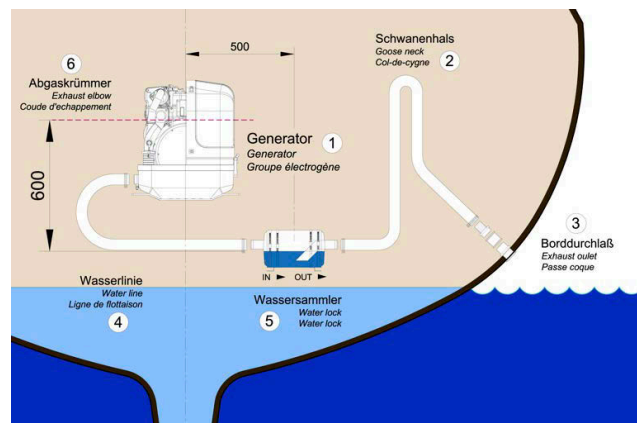 500
6
Abgaskrümmer
Exhaust elbow
Coude d'echappement
Schwanenhals
Goose neck
Col-de-cygne
2
Generator
Generator
Groupe électrogéne
1
600
3
Borddurchlaß
Exhaust oulet
Passe coque
IN OUT
Wasserlinie
Water line
Ligne de flottaison
4
Wassersammler
Water lock
Water lock
5